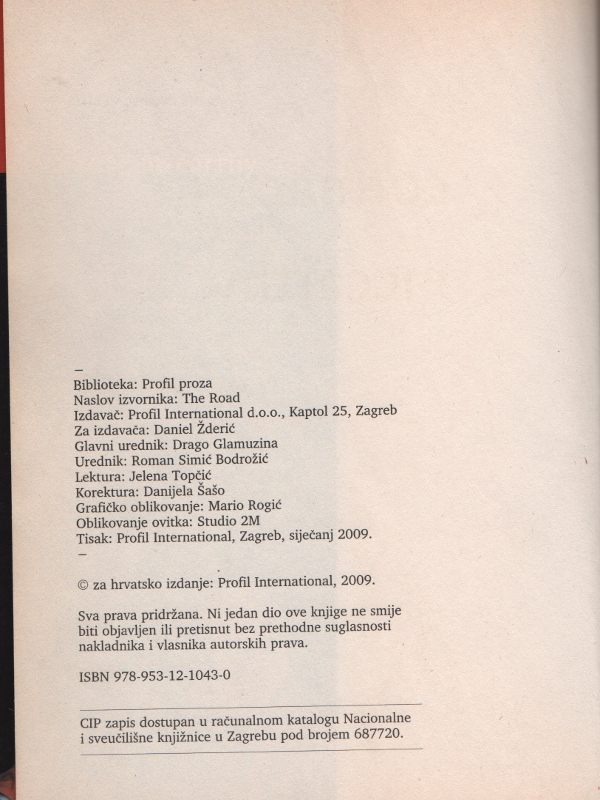 Biblioteka: Profil proza
Naslov izvornika: The Road
Izdavač: Profil International d.o.o., Kaptol 25, Zagreb
Za izdavača: Daniel Žderić
Glavni urednik: Drago Glamuzina
Urednik: Roman Simić Bodrožić
Lektura: Jelena Topčić
Korektura: Danijela Šašo
Grafičko oblikovanje: Mario Rogić
Oblikovanje ovitka: Studio 2M
Tisak: Profil International, Zagreb, siječanj 2009.
© za hrvatsko izdanje: Profil International, 2009.
Sva prava pridržana. Ni jedan dio ove knjige ne smije
biti objavljen ili pretisnut bez prethodne suglasnosti
nakladnika i vlasnika autorskih prava.
ISBN 978-953-12-1043-0
CIP zapis dostupan u računalnom katalogu Nacionalne
i sveučilišne knjižnice u Zagrebu pod brojem 687720.